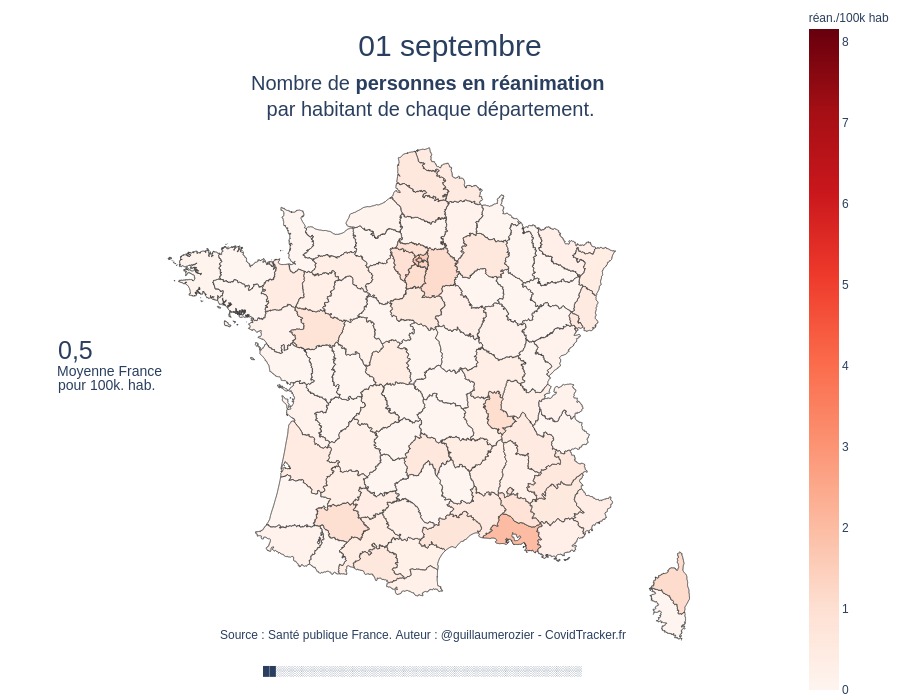 réan./100k hab
01 septembre
Nombre de personnes en réanimation
par habitant de chaque département.
8
7
6
5
4
3
2
1
0
0,5
Moyenne France
pour 100k. hab.
Source : Santé publique France. Auteur : @guillaumerozier - CovidTracker.fr